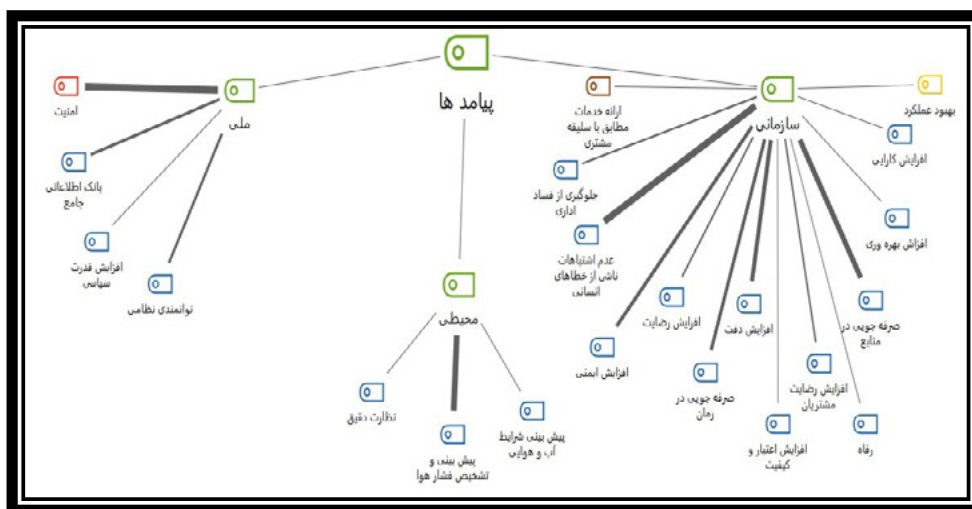 پیامد ها
سازمانی
ملی
محیطی
بهبود عملکرد
افزایش کارایی
افزاش بهره وری
صرفه جویی در
منابع
رفاه
افزایش رضایت
مشتریان
افزایش اعتبار و
کیفیت
افزایش دقت
صرفه جویی در
زمان
افزایش رضایت
افزایش ایمنی
عدم اشتباهات
ناشی از خطاهای
انسانی
جلوگیری از فساد
اداری
ارائه خدمات
مطابق با سلیقه
مشتری
پیش بینی شرایط
آب و هوایی
پیش بینی و
تشخیص فشار هوا
نظارت دقیق
توانمندی نظامی
افزایش قدرت
سیاسی
بانک اطلاعاتی
جامع
امنیت